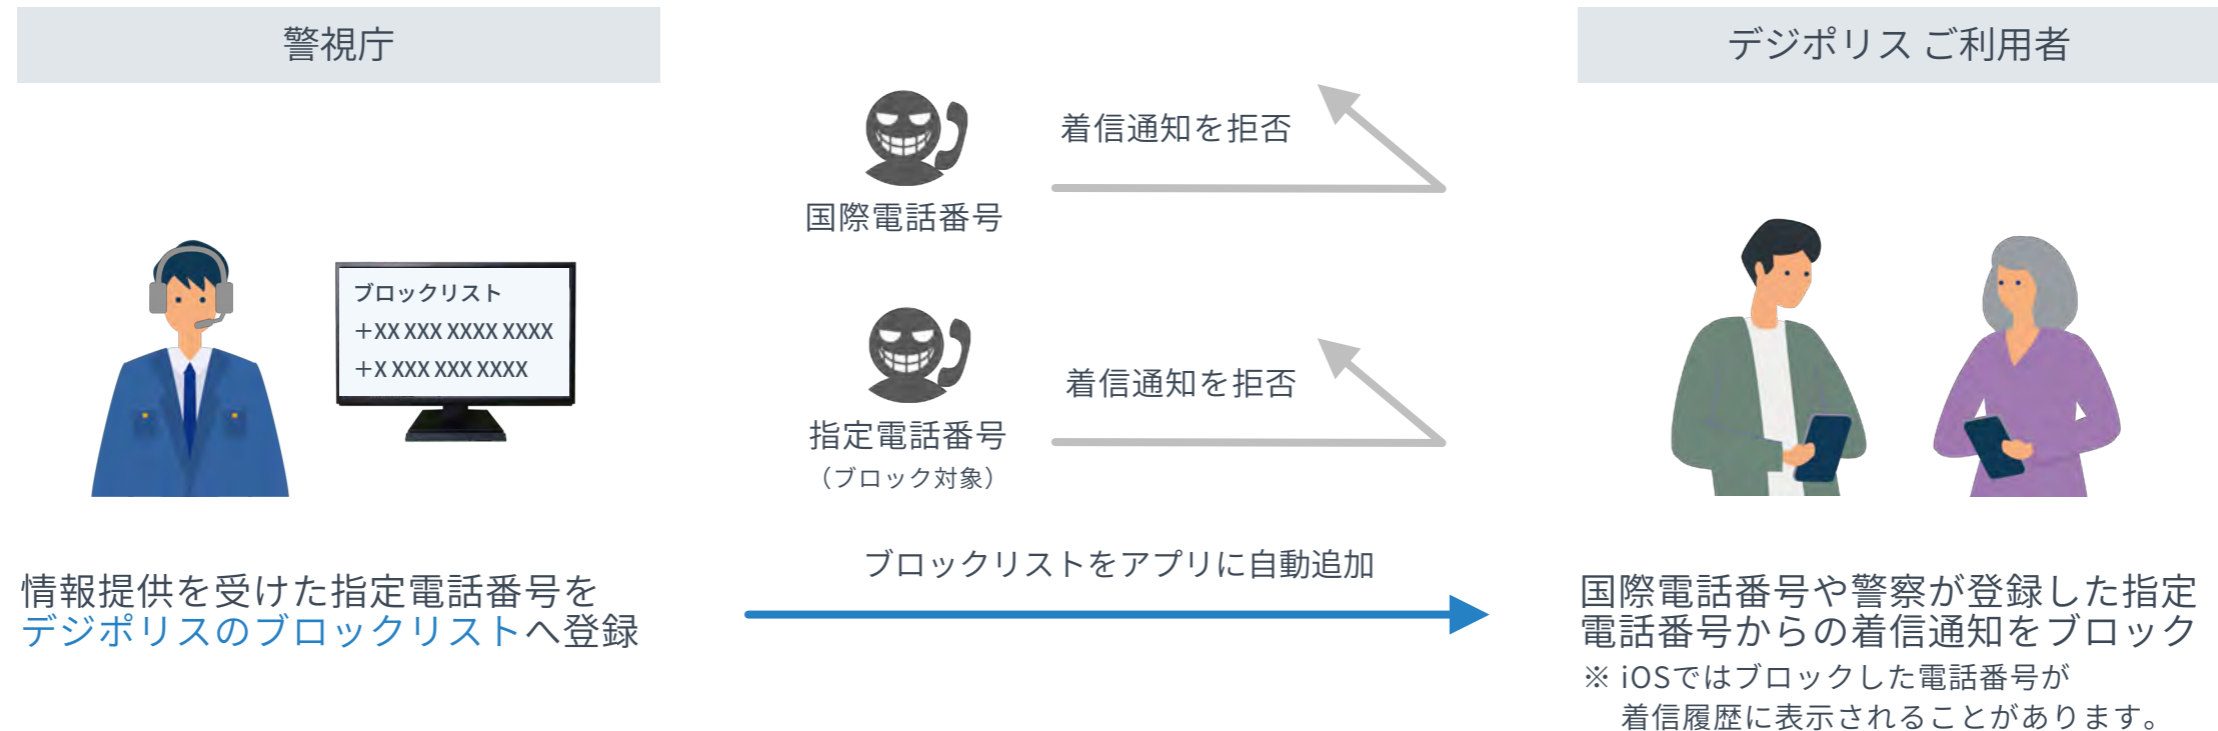 警視庁
ブロックリスト
＋XX XXX XXXX XXXX
＋X XXX XXX XXXX
情報提供を受けた指定電話番号を
デジポリスのブロックリストへ登録
国際電話番号
着信通知を拒否
指定電話番号
（ブロック対象）
着信通知を拒否
ブロックリストをアプリに自動追加
デジポリス ご利用者
国際電話番号や警察が登録した指定
電話番号からの着信通知をブロック
※ iOSではブロックした電話番号が
着信履歴に表示されることがあります。